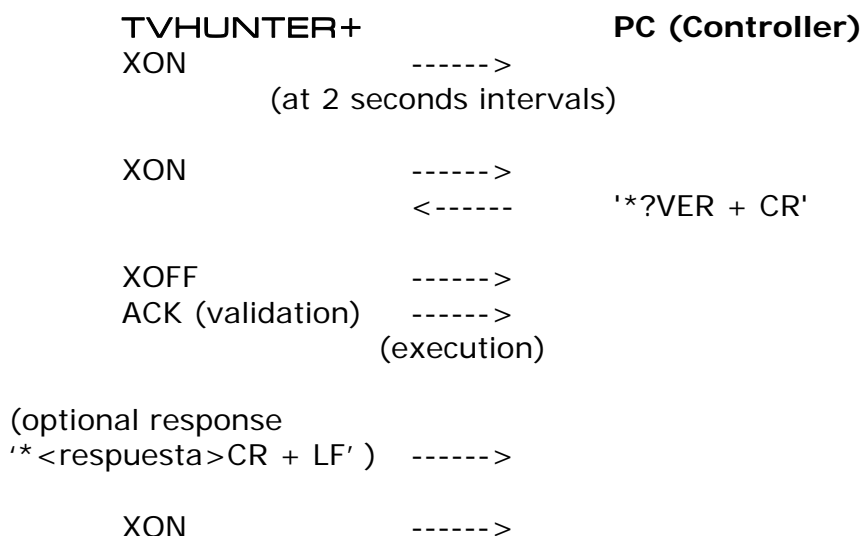 TVHUNTER+ PC (Controller)
XON ------>
(at 2 seconds intervals)
XON ------>
<------ '*?VER + CR'
XOFF ------>
ACK (validation) ------>
(execution)
(optional response
‘*<respuesta>CR + LF’ ) ------>
XON ------>